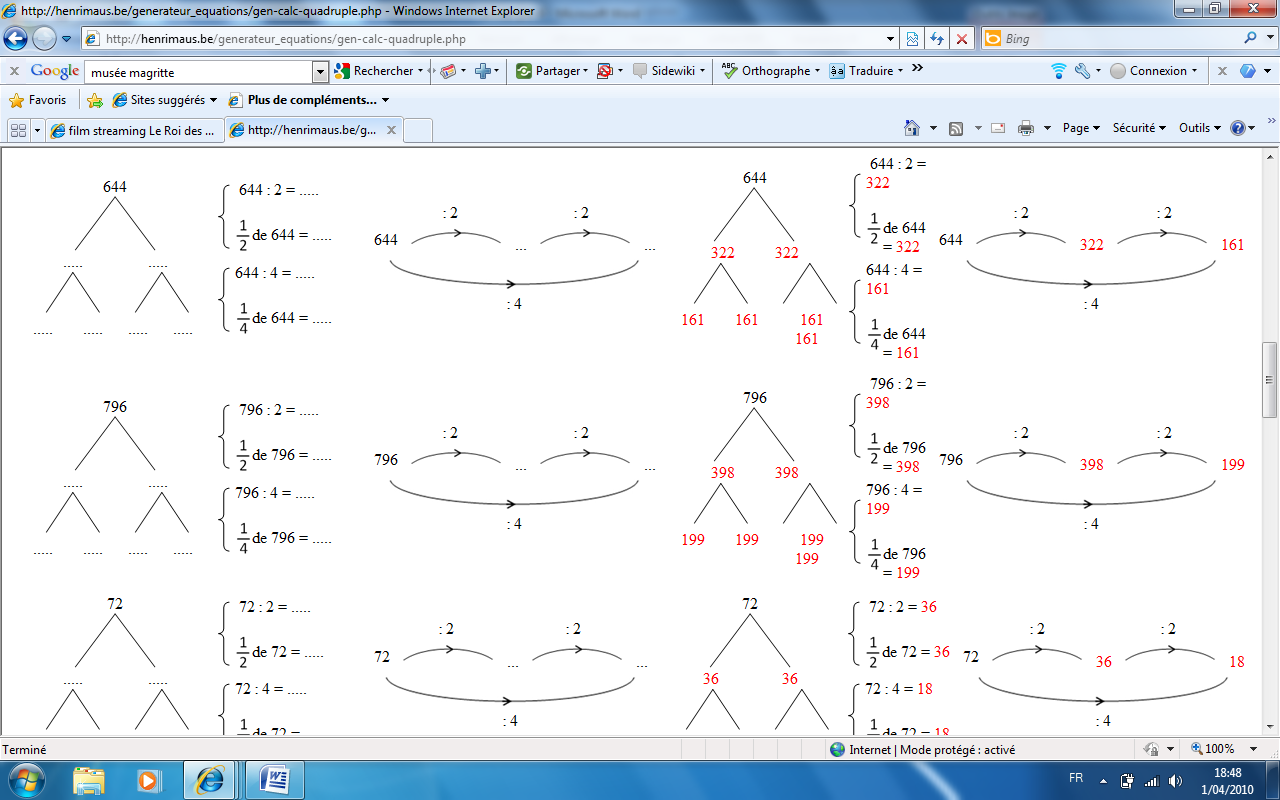 http://henrimaus.be/generateur_equations/gen-calc-quadruple.php - Windows Internet Explorer
http://henrimaus.be/generateur_equations/gen-calc-quadruple.php
Bing
Google musée magritte Rechercher Partager Sidewiki Orthographe Traduire » Connexion
Favoris Sites suggérés Plus de compléments...
film streaming Le Roi des ... http://henrimaus.be/g... Page Sécurité Outils »
644
644 : 2 = .....
1/2 de 644 = .....
..... .....
644 : 4 = .....
1/4 de 644 = .....
..... ..... ..... .....
: 2 : 2
644 ... ...
: 4
644
644 : 2 =
322
1/2 de 644
= 322
322 322
644 : 4 =
161
1/4 de 644
= 161
161 161 161
161
: 2 : 2
644 322 161
: 4
796
796 : 2 = .....
1/2 de 796 = .....
..... .....
796 : 4 = .....
1/4 de 796 = .....
..... ..... ..... .....
: 2 : 2
796 ... ...
: 4
796
796 : 2 =
398
1/2 de 796
= 398
398 398
796 : 4 =
199
1/4 de 796
= 199
199 199 199
199
: 2 : 2
796 398 199
: 4
72
72 : 2 = .....
1/2 de 72 = .....
..... .....
72 : 4 = .....
1/4 de 72 = .....
: 2 : 2
72 ... ...
: 4
72
72 : 2 = 36
1/2 de 72 = 36
36 36
72 : 4 = 18
1/4 de 72 = 18
: 2 : 2
72 36 18
: 4
Terminé Internet | Mode protégé : activé 100%
FR 18:48
1/04/2010